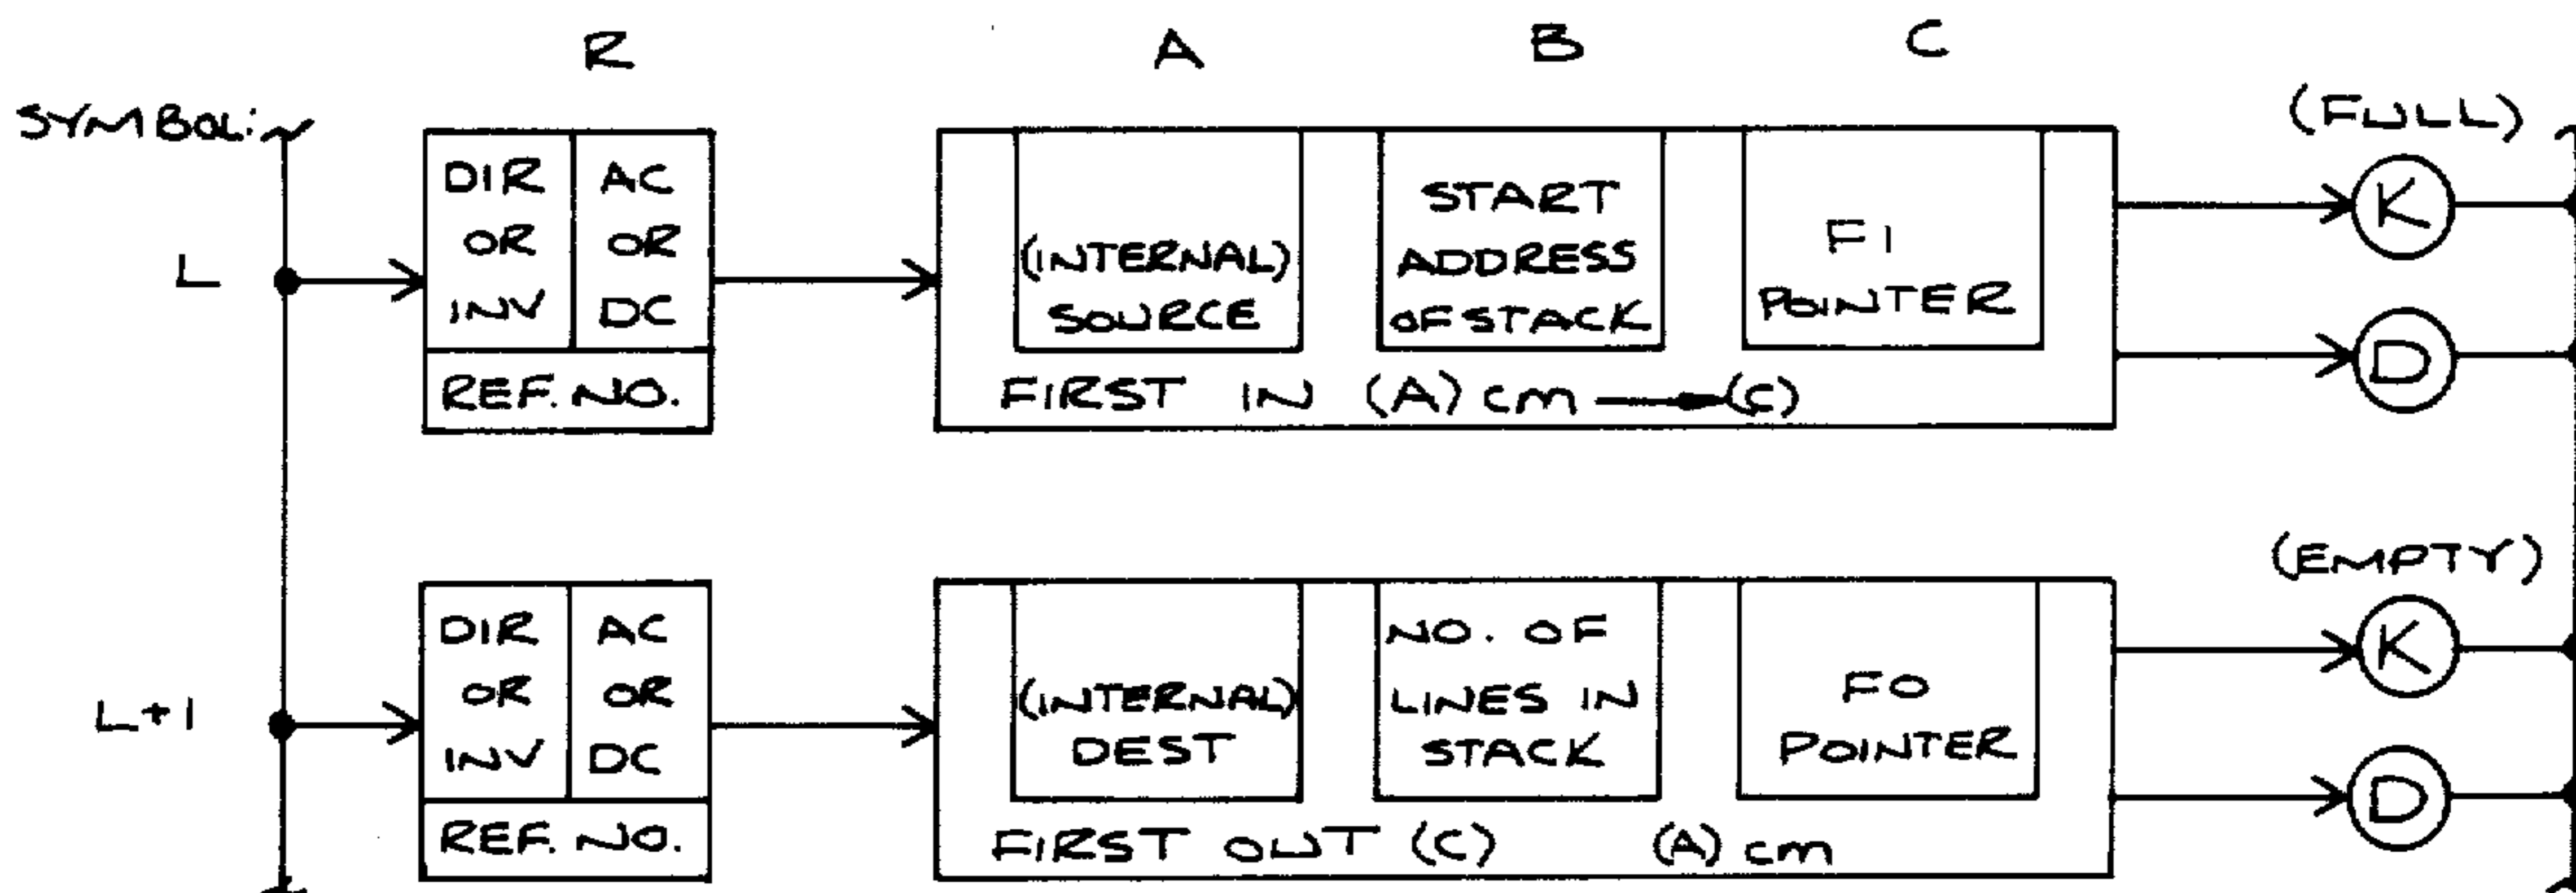 R A B C
SYMBOL:
(FULL)
L
DIR OR INV
AC OR DC
REF. NO.
(INTERNAL) SOURCE
START ADDRESS OF STACK
FI POINTER
FIRST IN (A) cm → (C)
K
D
(EMPTY)
L+1
DIR OR INV
AC OR DC
REF. NO.
(INTERNAL) DEST
NO. OF LINES IN STACK
FO POINTER
FIRST OUT (C) (A) cm
K
D